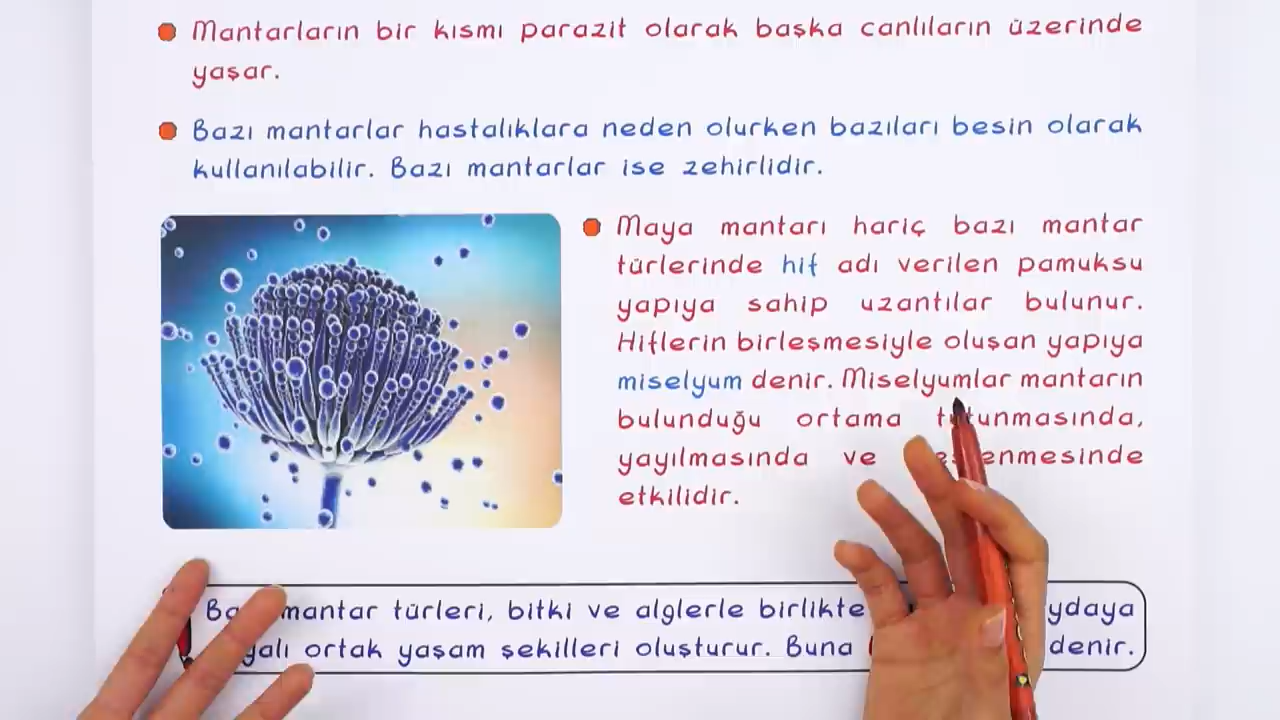 Mantarların bir kısmı parazit olarak başka canlıların üzerinde
yaşar.
Bazı mantarlar hastalıklara neden olurken bazıları besin olarak
kullanılabilir. Bazı mantarlar ise zehirlidir.
Maya mantarı hariç bazı mantar
türlerinde hif adı verilen pamuksu
yapıya sahip uzantılar bulunur.
Hiflerin birleşmesiyle oluşan yapıya
miselyum denir. Miselyumlar mantarın
bulunduğu ortama tutunmasında,
yayılmasında ve
etkilidir.
mantar türleri, bitki ve alglerle birlikte
ortak yaşam şekilleri oluşturur. Buna denir.